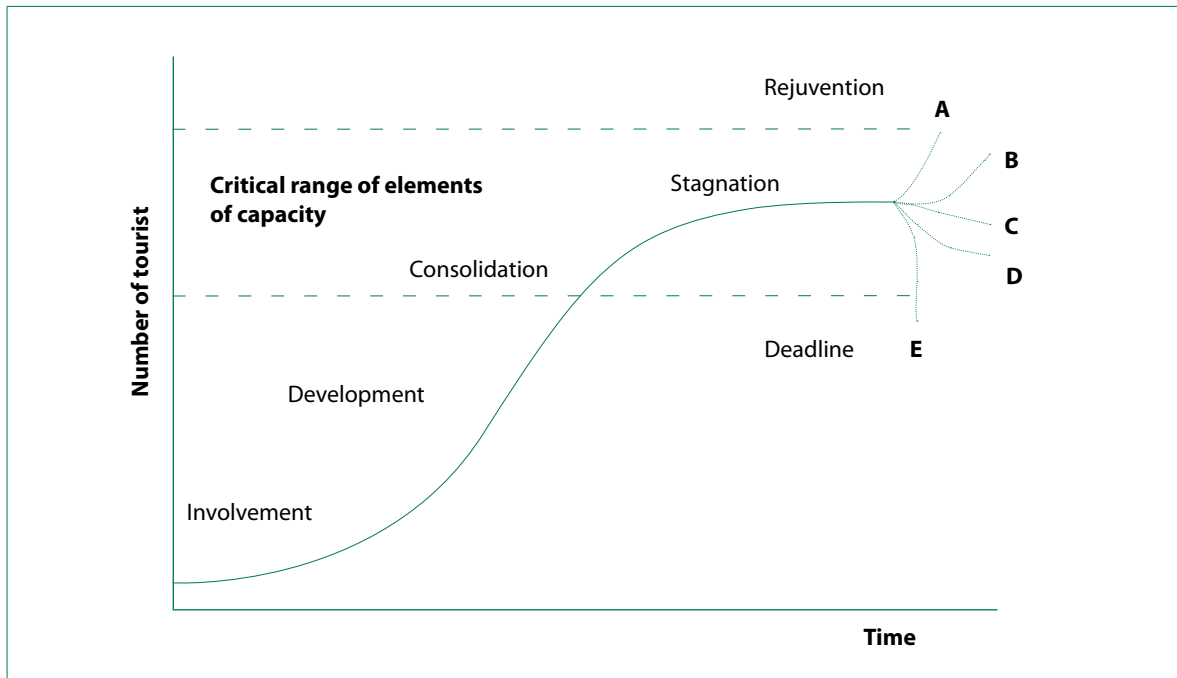 Rejuvention
A
B
Critical range of elements
of capacity
Stagnation
C
Consolidation
D
Number of tourist
Deadline
E
Development
Involvement
Time